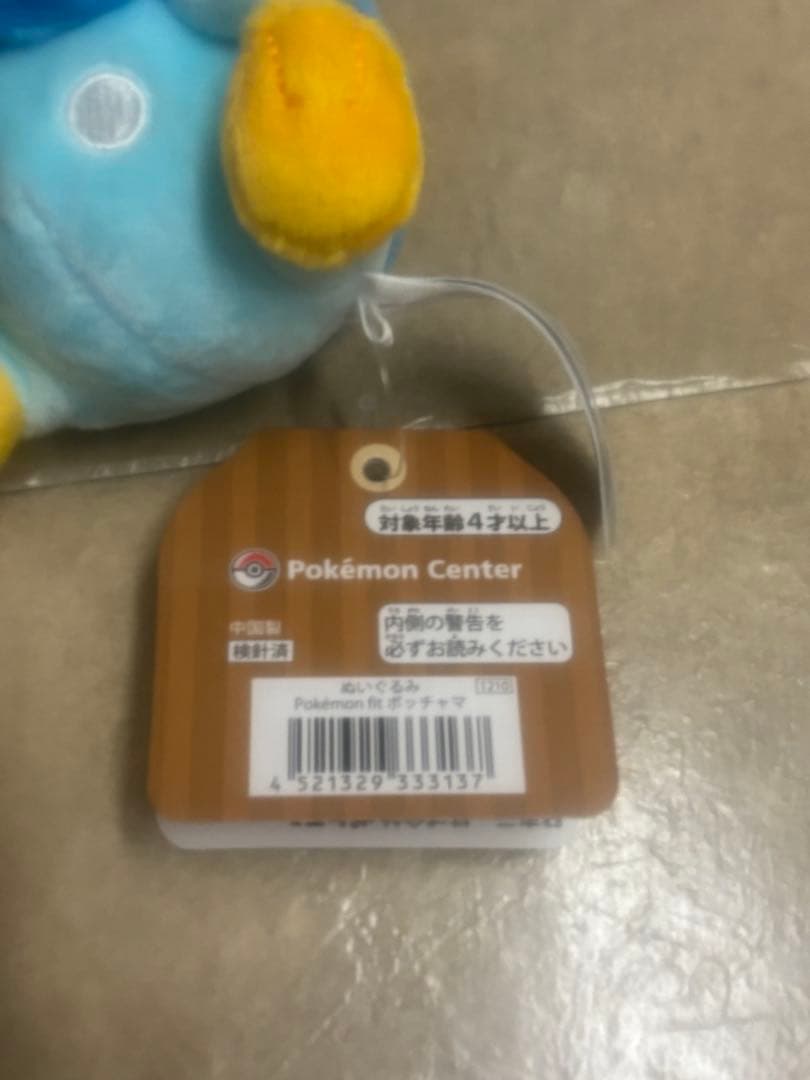 対象年齢4才以上
Pokémon Center
中国製
検針済
内側の警告を
必ずお読みください
ぬいぐるみ
1210
Pokémon fit ポッチャマ
4 521329 333137